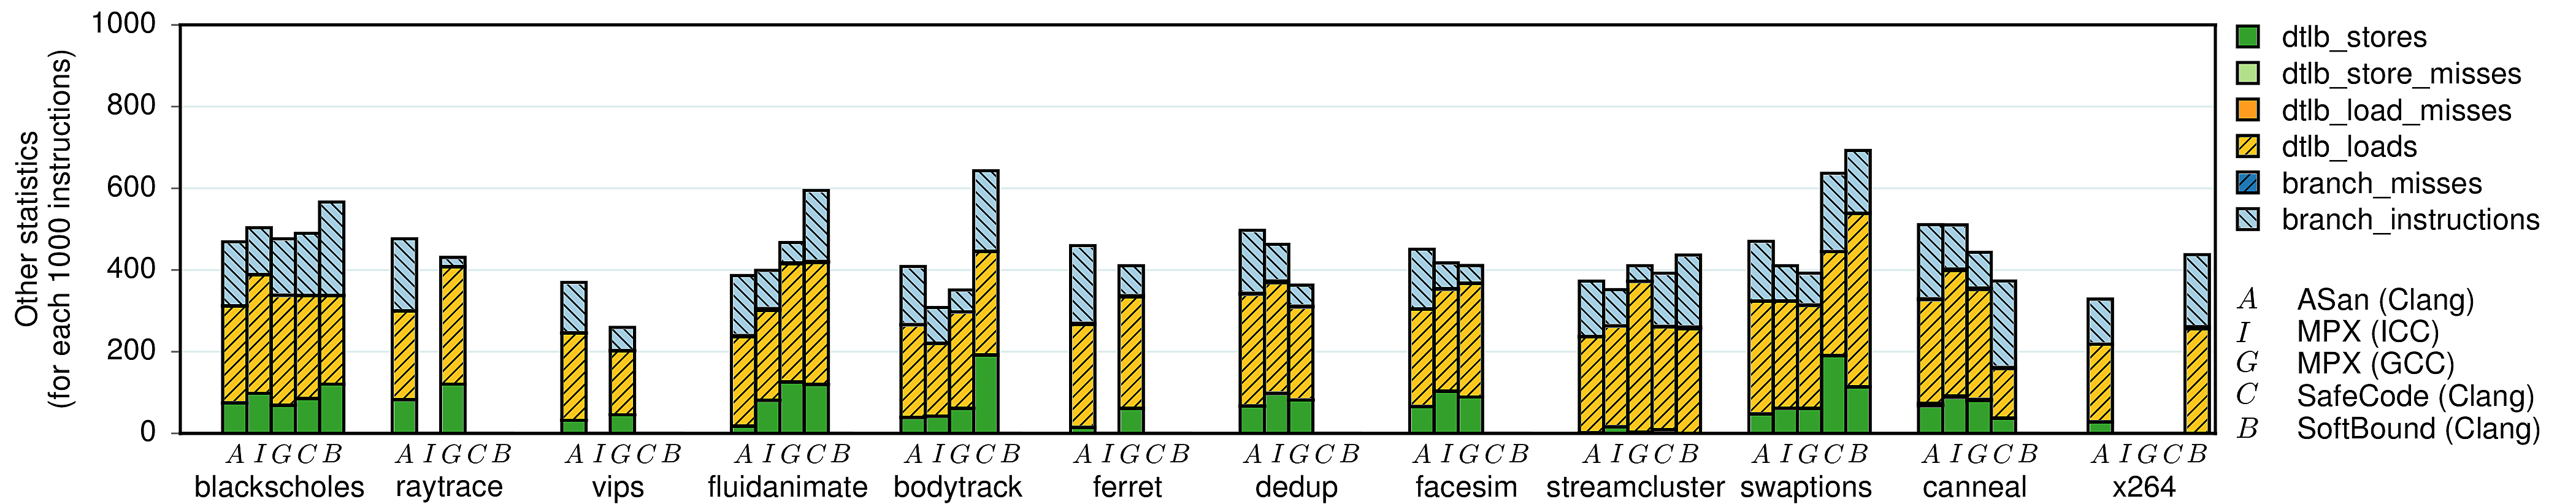 Other statistics
(for each 1000 instructions)
1000
800
600
400
200
0
A I G C B
A I G C B
A I G C B
A I G C B
A I G C B
A I G C B
A I G C B
A I G C B
A I G C B
A I G C B
A I G C B
A I G C B
blackscholes
raytrace
vips
fluidanimate
bodytrack
ferret
dedup
facesim
streamcluster
swaptions
canneal
x264
dtlb_stores
dtlb_store_misses
dtlb_load_misses
dtlb_loads
branch_misses
branch_instructions
A ASan (Clang)
I MPX (ICC)
G MPX (GCC)
C SafeCode (Clang)
B SoftBound (Clang)